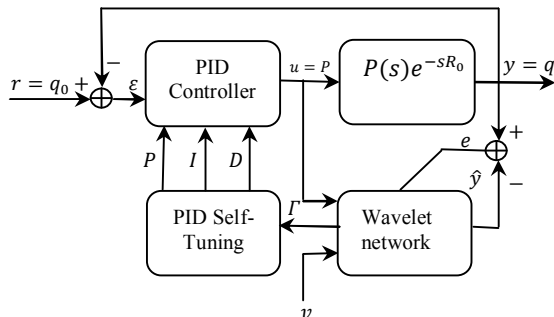 −
r = q₀ +
ε
PID
Controller
u = P
P(s)e^{-sR₀}
y = q
+
e
ŷ
−
P
I
D
PID Self-
Tuning
Γ
Wavelet
network
v